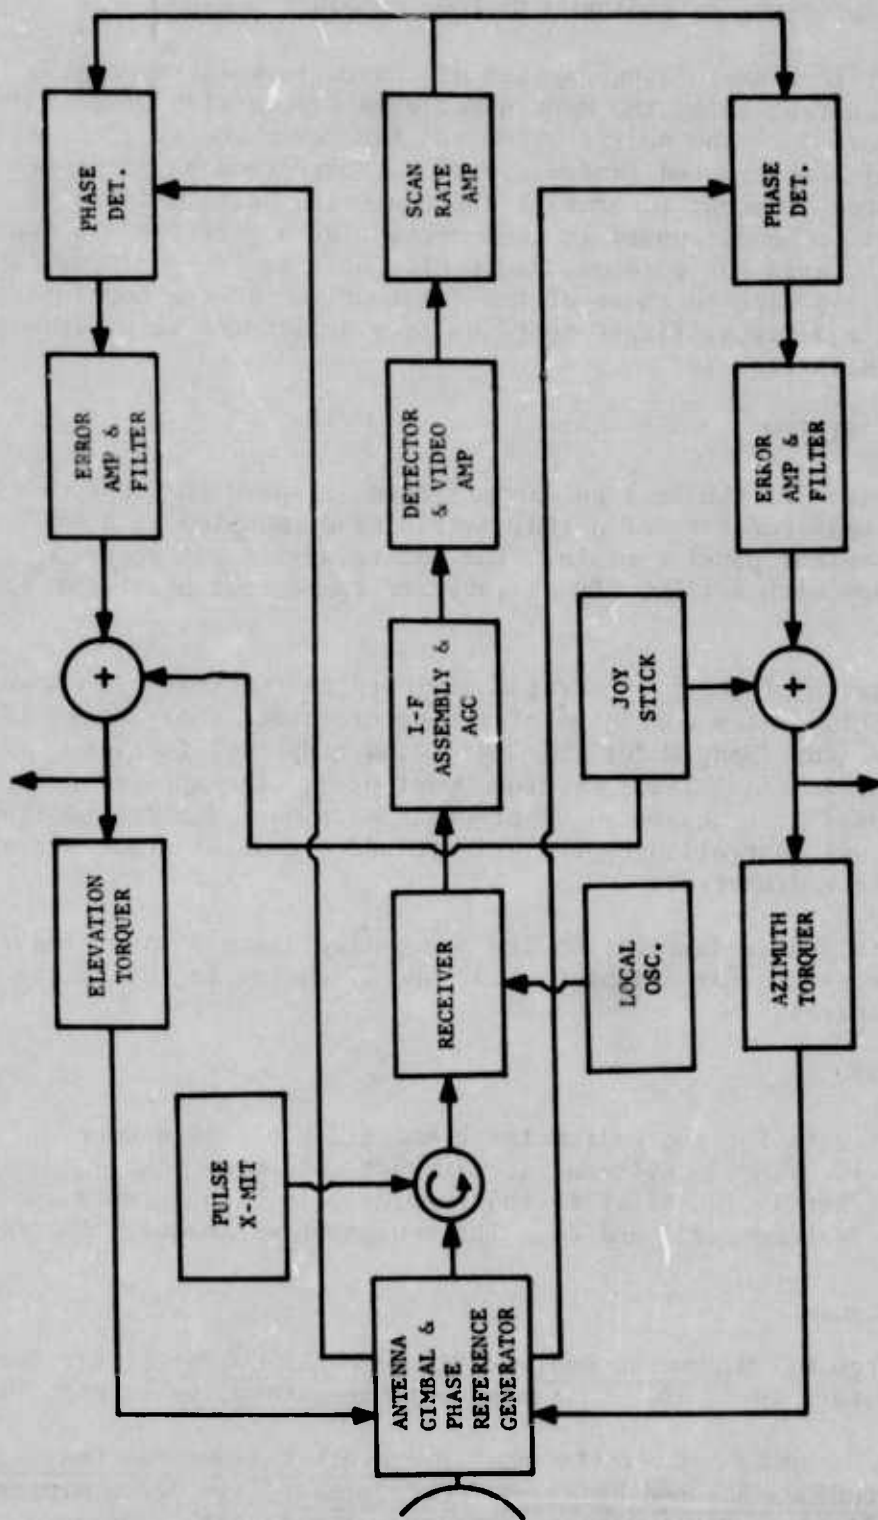 ELEVATION
TORQUER
+
ERROR
AMP &
FILTER
PHASE
DET.
PULSE
X-MIT
ANTENNA
GIMBAL &
PHASE
REFERENCE
GENERATOR
RECEIVER
I-F
ASSEMBLY &
AGC
DETECTOR
& VIDEO
AMP
SCAN
RATE
AMP
LOCAL
OSC.
JOY
STICK
AZIMUTH
TORQUER
+
ERROR
AMP &
FILTER
PHASE
DET.